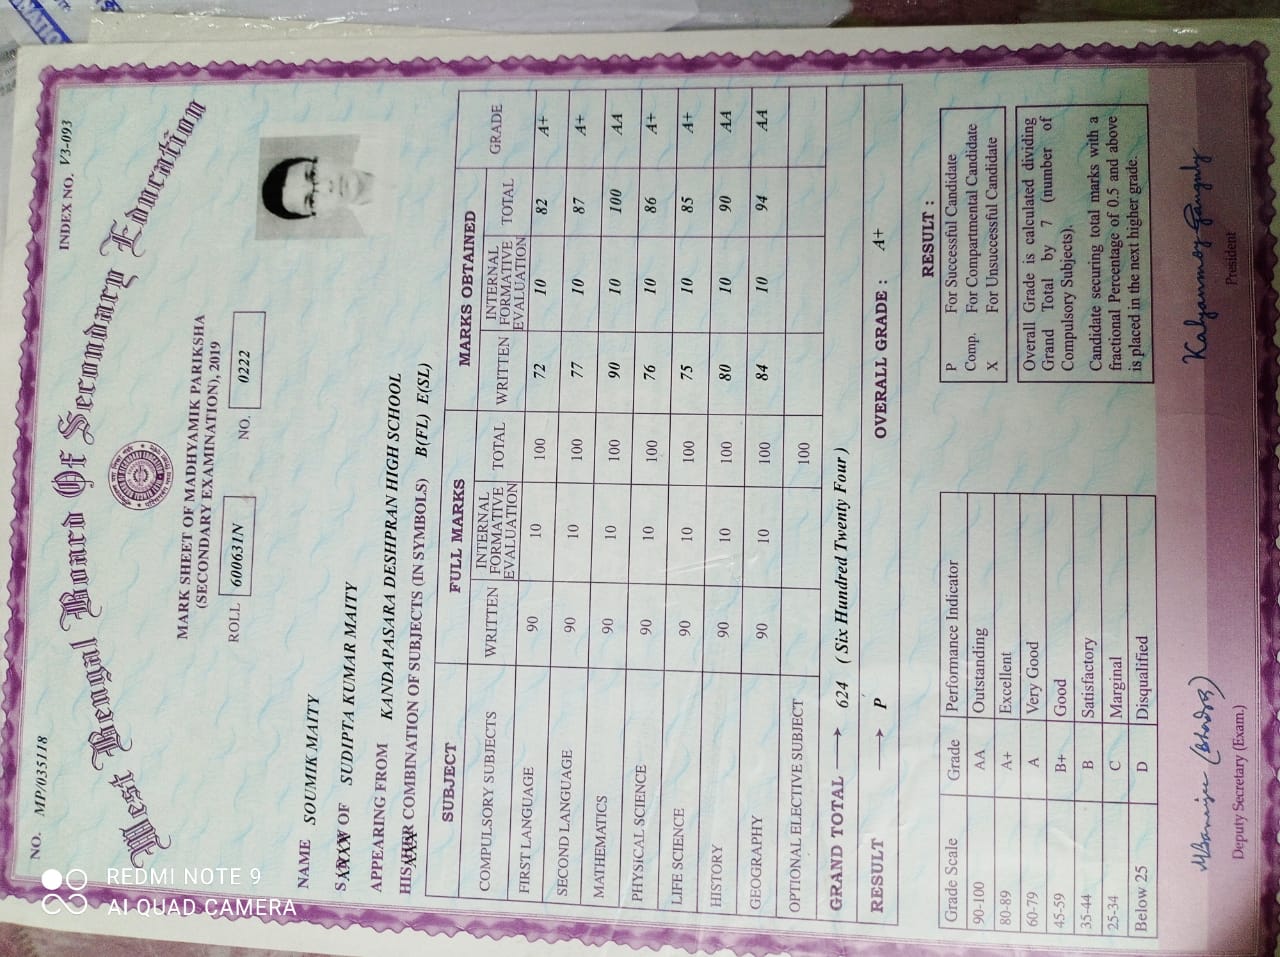 NO. MP/035118 INDEX NO. V3-093
West Bengal Board Of Secondary Education
MARK SHEET OF MADHYAMIK PARIKSHA
(SECONDARY EXAMINATION), 2019
ROLL 600631N NO. 0222
NAME SOUMIK MAITY
OF SUDIPTA KUMAR MAITY
APPEARING FROM KANDAPASARA DESHPRAN HIGH SCHOOL
COMBINATION OF SUBJECTS (IN SYMBOLS) B(FL) E(SL)
SUBJECT FULL MARKS MARKS OBTAINED
COMPULSORY SUBJECTS WRITTEN INTERNAL FORMATIVE EVALUATION TOTAL WRITTEN INTERNAL FORMATIVE EVALUATION TOTAL GRADE
FIRST LANGUAGE 90 10 100 72 10 82 A+
SECOND LANGUAGE 90 10 100 77 10 87 A+
MATHEMATICS 90 10 100 90 10 100 AA
PHYSICAL SCIENCE 90 10 100 76 10 86 A+
LIFE SCIENCE 90 10 100 75 10 85 A+
HISTORY 90 10 100 80 10 90 AA
GEOGRAPHY 90 10 100 84 10 94 AA
OPTIONAL ELECTIVE SUBJECT 100
GRAND TOTAL → 624 ( Six Hundred Twenty Four )
RESULT → P OVERALL GRADE : A+
Grade Scale Grade Performance Indicator
90-100 AA Outstanding
80-89 A+ Excellent
60-79 A Very Good
45-59 B+ Good
35-44 B Satisfactory
25-34 C Marginal
Below 25 D Disqualified
RESULT :
P For Successful Candidate
Comp. For Compartmental Candidate
X For Unsuccessful Candidate
Overall Grade is calculated dividing
Grand Total by 7 (number of
Compulsory Subjects).
Candidate securing total marks with a
fractional Percentage of 0.5 and above
is placed in the next higher grade.
Kalyanmoy Ganguly
Deputy Secretary (Exam.) President
REDMI NOTE 9
AI QUAD CAMERA